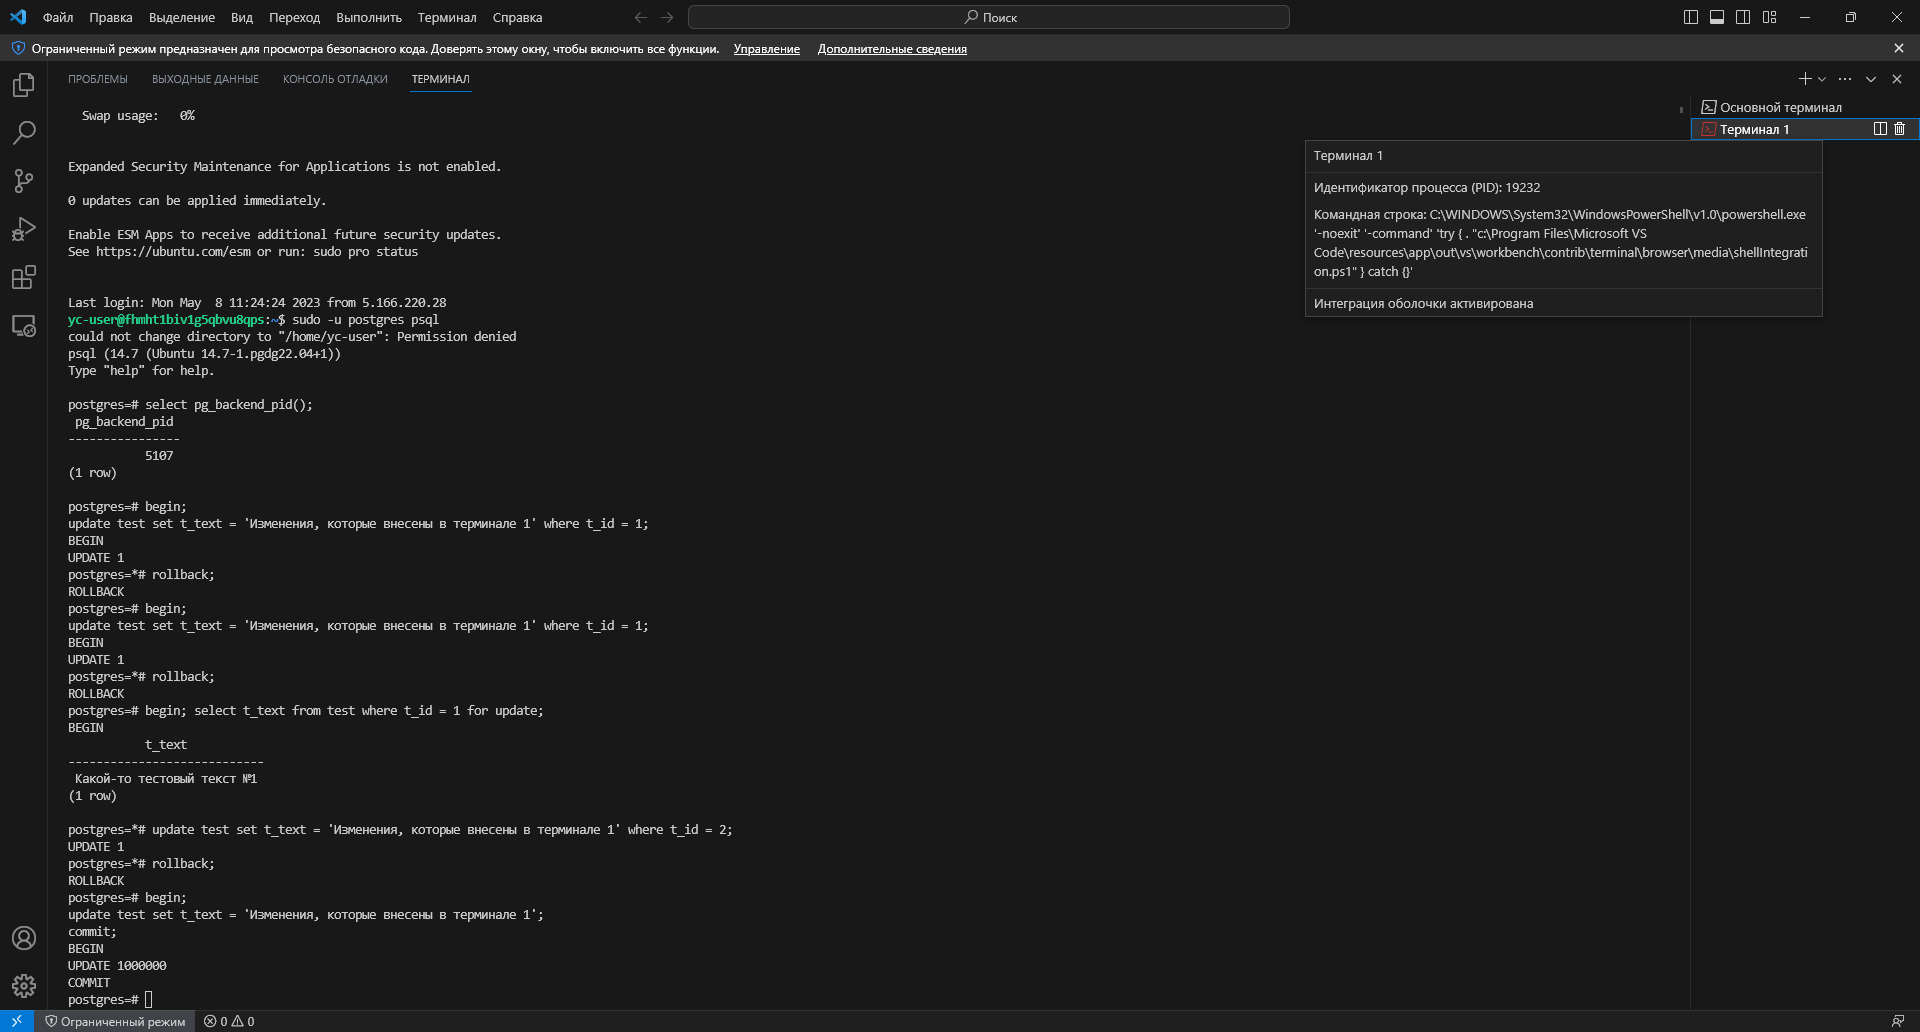 Файл Правка Выделение Вид Переход Выполнить Терминал Справка
Поиск
Ограниченный режим предназначен для просмотра безопасного кода. Доверять этому окну, чтобы включить все функции. Управление Дополнительные сведения
ПРОБЛЕМЫ ВЫХОДНЫЕ ДАННЫЕ КОНСОЛЬ ОТЛАДКИ ТЕРМИНАЛ
Swap usage:   0%
Expanded Security Maintenance for Applications is not enabled.
0 updates can be applied immediately.
Enable ESM Apps to receive additional future security updates.
See https://ubuntu.com/esm or run: sudo pro status
Last login: Mon May  8 11:24:24 2023 from 5.166.220.28
yc-user@fhmht1biv1g5qbvu8qps:~$ sudo -u postgres psql
could not change directory to "/home/yc-user": Permission denied
psql (14.7 (Ubuntu 14.7-1.pgdg22.04+1))
Type "help" for help.
postgres=# select pg_backend_pid();
pg_backend_pid
----------------
5107
(1 row)
postgres=# begin;
update test set t_text = 'Изменения, которые внесены в терминале 1' where t_id = 1;
BEGIN
UPDATE 1
postgres=*# rollback;
ROLLBACK
postgres=# begin;
update test set t_text = 'Изменения, которые внесены в терминале 1' where t_id = 1;
BEGIN
UPDATE 1
postgres=*# rollback;
ROLLBACK
postgres=# begin; select t_text from test where t_id = 1 for update;
BEGIN
t_text
----------------------------
Какой-то тестовый текст №1
(1 row)
postgres=*# update test set t_text = 'Изменения, которые внесены в терминале 1' where t_id = 2;
UPDATE 1
postgres=*# rollback;
ROLLBACK
postgres=# begin;
update test set t_text = 'Изменения, которые внесены в терминале 1';
commit;
BEGIN
UPDATE 1000000
COMMIT
postgres=#
Основной терминал
Терминал 1
Терминал 1
Идентификатор процесса (PID): 19232
Командная строка: C:\WINDOWS\System32\WindowsPowerShell\v1.0\powershell.exe
'-noexit' '-command' 'try { . "c:\Program Files\Microsoft VS
Code\resources\app\out\vs\workbench\contrib\terminal\browser\media\shellIntegrati
on.ps1" } catch {}'
Интеграция оболочки активирована
Ограниченный режим 0 0